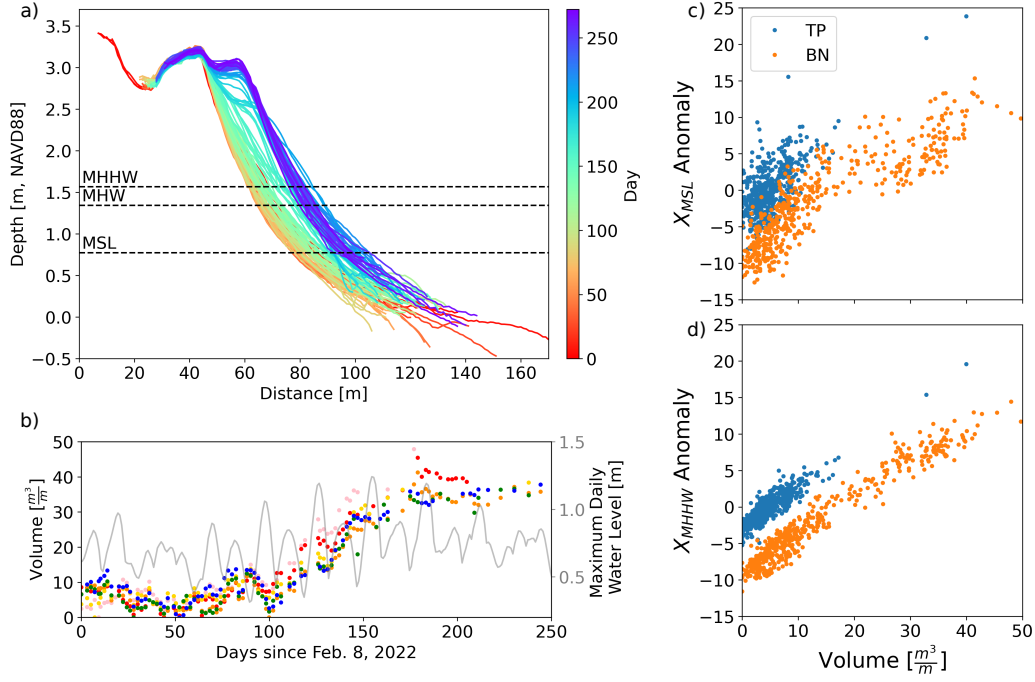 a)
3.5
3.0
2.5
2.0
1.5
1.0
0.5
0.0
−0.5
Depth [m, NAVD88]
MHHW
MHW
MSL
0 20 40 60 80 100 120 140 160
Distance [m]
250
200
150
100
50
0
Day
b)
50
40
30
20
10
0
Volume [m³/m]
1.5
1.0
0.5
Maximum Daily
Water Level [m]
0 50 100 150 200 250
Days since Feb. 8, 2022
c)
25
20
15
10
5
0
−5
−10
−15
X_MSL Anomaly
TP
BN
d)
25
20
15
10
5
0
−5
−10
−15
X_MHHW Anomaly
0 10 20 30 40 50
Volume [m³/m]